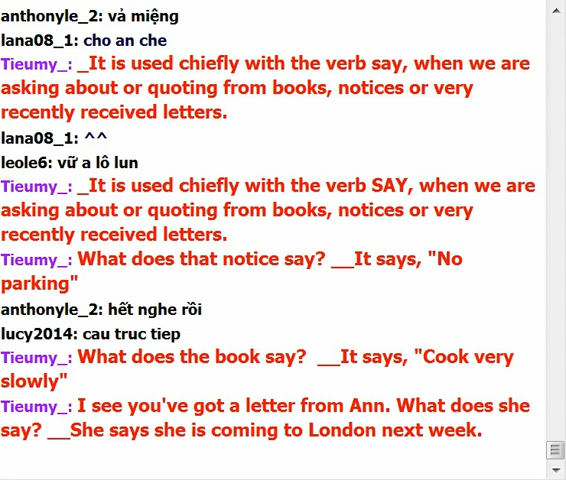 anthonyle_2: vả miệng
lana08_1: cho an che
Tieumy_: _It is used chiefly with the verb say, when we are
asking about or quoting from books, notices or very
recently received letters.
lana08_1: ^^
leole6: vữ a lô lun
Tieumy_: _It is used chiefly with the verb SAY, when we are
asking about or quoting from books, notices or very
recently received letters.
Tieumy_: What does that notice say? __It says, "No
parking"
anthonyle_2: hết nghe rồi
lucy2014: cau truc tiep
Tieumy_: What does the book say?  __It says, "Cook very
slowly"
Tieumy_: I see you've got a letter from Ann. What does she
say? __She says she is coming to London next week.